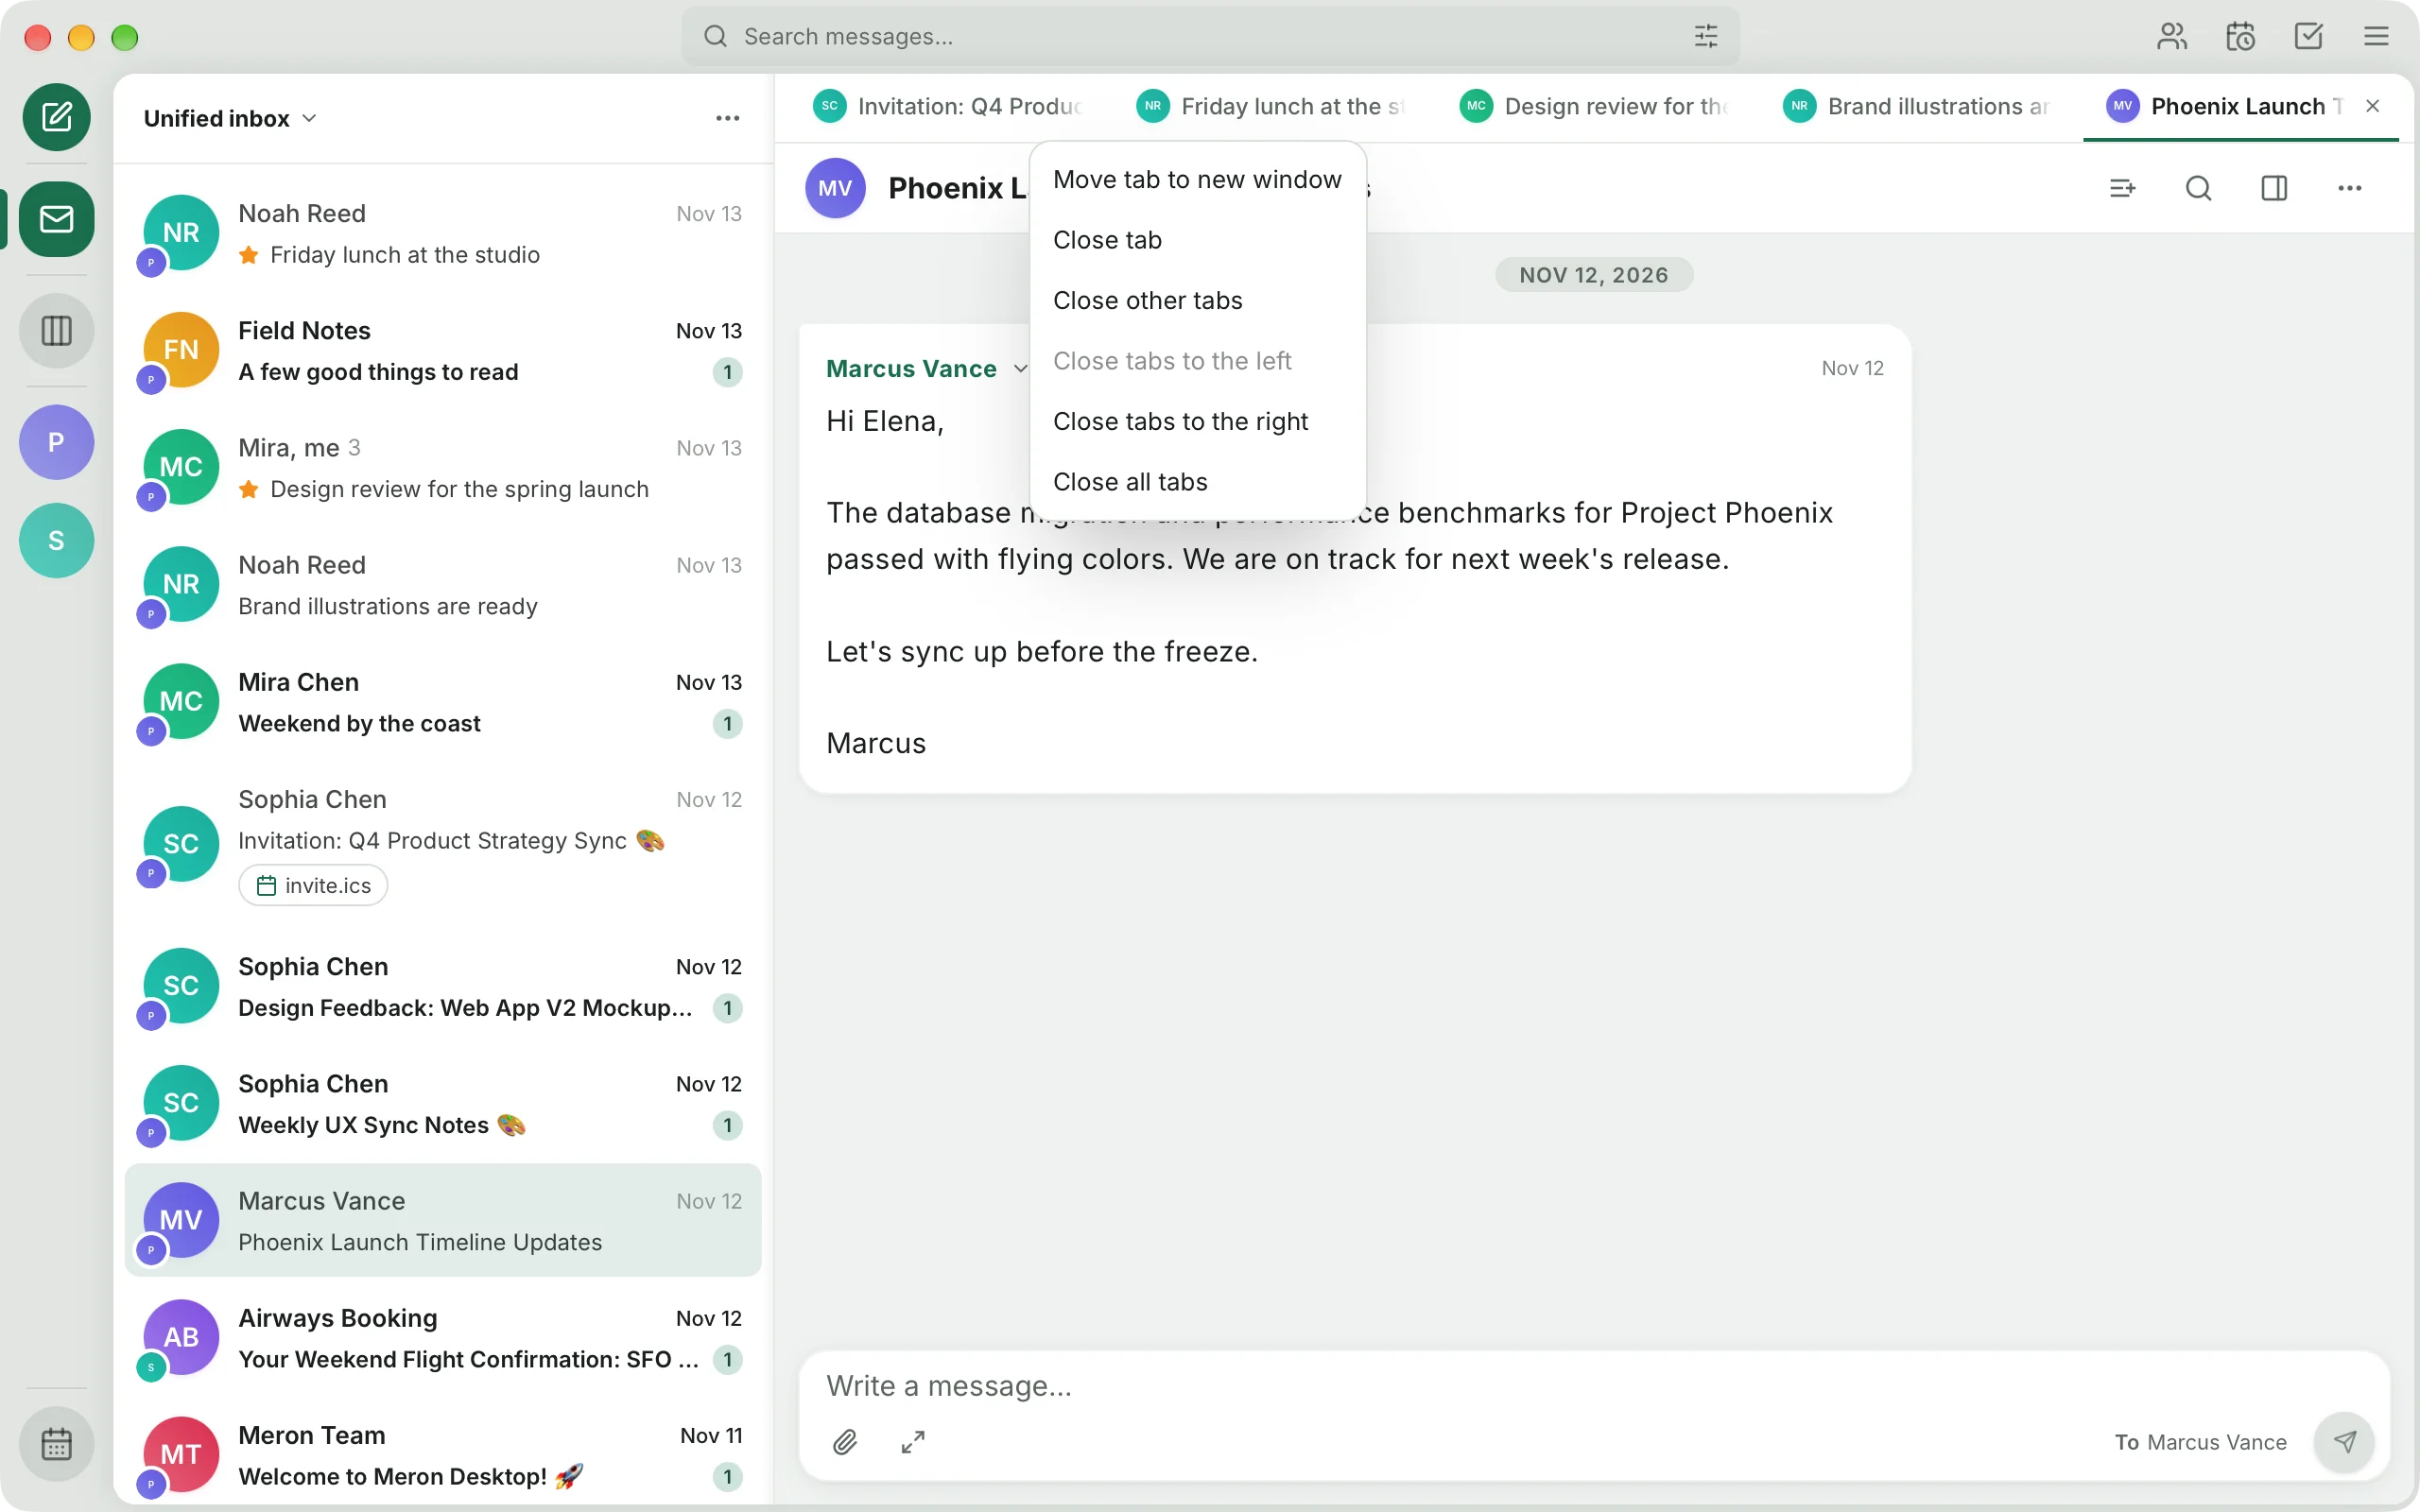 Search messages...
Unified inbox
NR
P
Noah Reed
Nov 13
Friday lunch at the studio
FN
P
Field Notes
Nov 13
A few good things to read
1
MC
P
Mira, me 3
Nov 13
Design review for the spring launch
NR
P
Noah Reed
Nov 13
Brand illustrations are ready
MC
P
Mira Chen
Nov 13
Weekend by the coast
1
SC
P
Sophia Chen
Nov 12
Invitation: Q4 Product Strategy Sync 🎨
invite.ics
SC
P
Sophia Chen
Nov 12
Design Feedback: Web App V2 Mockup...
1
SC
P
Sophia Chen
Nov 12
Weekly UX Sync Notes 🎨
1
MV
P
Marcus Vance
Nov 12
Phoenix Launch Timeline Updates
AB
S
Airways Booking
Nov 12
Your Weekend Flight Confirmation: SFO ...
1
MT
P
Meron Team
Nov 11
Welcome to Meron Desktop! 🚀
1
P
S
SC Invitation: Q4 Produc
NR Friday lunch at the st
MC Design review for the
NR Brand illustrations ar
MV Phoenix Launch T
MV
Phoenix L
Move tab to new window
Close tab
Close other tabs
Close tabs to the left
Close tabs to the right
Close all tabs
NOV 12, 2026
Marcus Vance
Nov 12
Hi Elena,
The database benchmarks for Project Phoenix
passed with flying colors. We are on track for next week's release.
Let's sync up before the freeze.
Marcus
Write a message...
To Marcus Vance